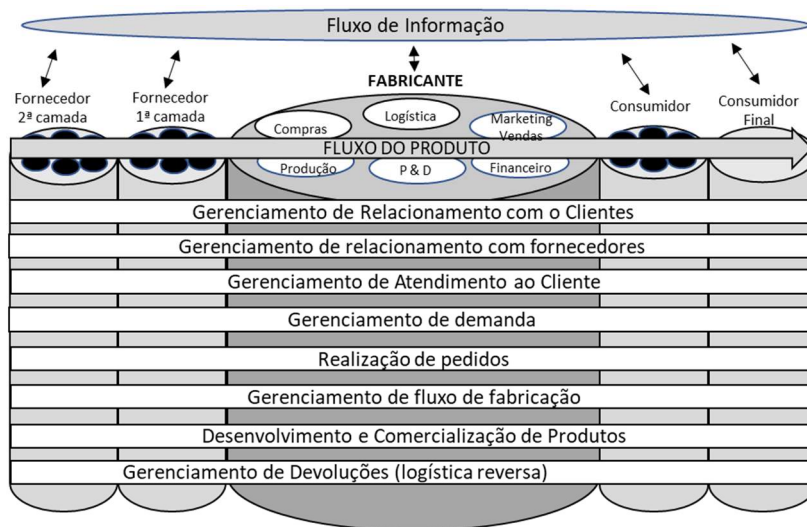 Fluxo de Informação
FABRICANTE
Fornecedor
2ª camada
Fornecedor
1ª camada
Consumidor
Consumidor
Final
Compras
Logística
Marketing
Vendas
FLUXO DO PRODUTO
Produção
P & D
Financeiro
Gerenciamento de Relacionamento com o Clientes
Gerenciamento de relacionamento com fornecedores
Gerenciamento de Atendimento ao Cliente
Gerenciamento de demanda
Realização de pedidos
Gerenciamento de fluxo de fabricação
Desenvolvimento e Comercialização de Produtos
Gerenciamento de Devoluções (logística reversa)